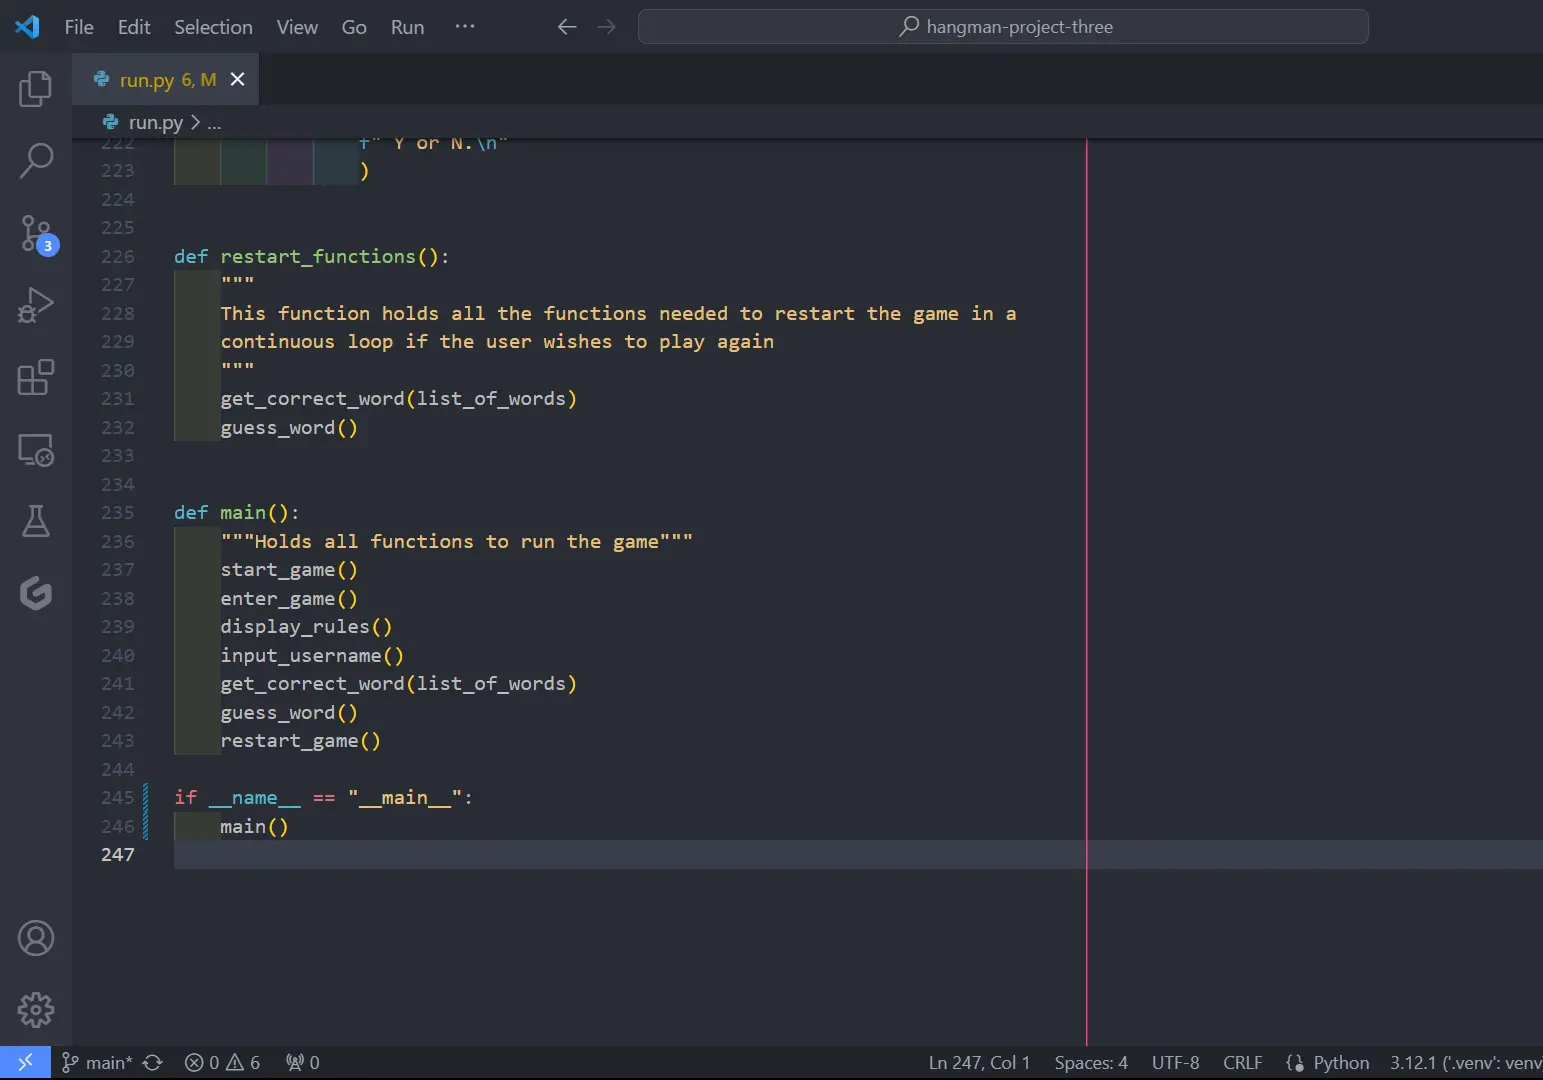 File Edit Selection View Go Run ··· hangman-project-three
run.py 6, M
run.py > ...
222 f" Y or N.\n"
223 )
224
225
226 def restart_functions():
227 """
228 This function holds all the functions needed to restart the game in a
229 continuous loop if the user wishes to play again
230 """
231 get_correct_word(list_of_words)
232 guess_word()
233
234
235 def main():
236 """Holds all functions to run the game"""
237 start_game()
238 enter_game()
239 display_rules()
240 input_username()
241 get_correct_word(list_of_words)
242 guess_word()
243 restart_game()
244
245 if __name__ == "__main__":
246 main()
247
3
main* 0 6 0 Ln 247, Col 1 Spaces: 4 UTF-8 CRLF Python 3.12.1 ('.venv': venv